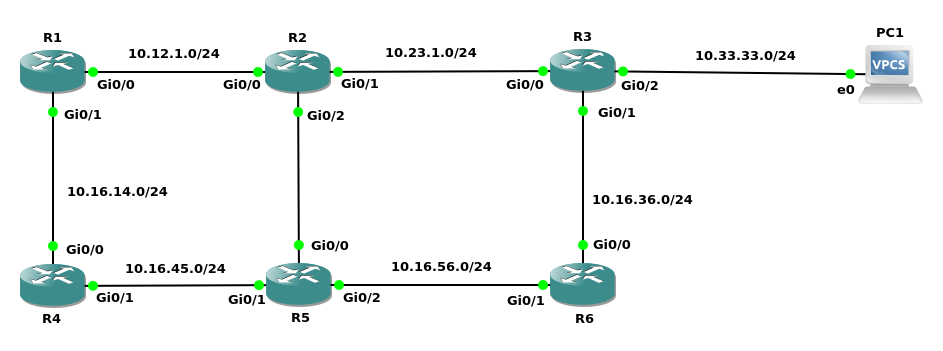 R1
R2
R3
PC1
10.12.1.0/24
10.23.1.0/24
10.33.33.0/24
VPCS
Gi0/0
Gi0/0
Gi0/1
Gi0/0
Gi0/2
e0
Gi0/1
Gi0/2
Gi0/1
10.16.14.0/24
10.16.36.0/24
Gi0/0
Gi0/0
Gi0/0
10.16.45.0/24
10.16.56.0/24
Gi0/1
Gi0/1
Gi0/2
Gi0/1
R4
R5
R6